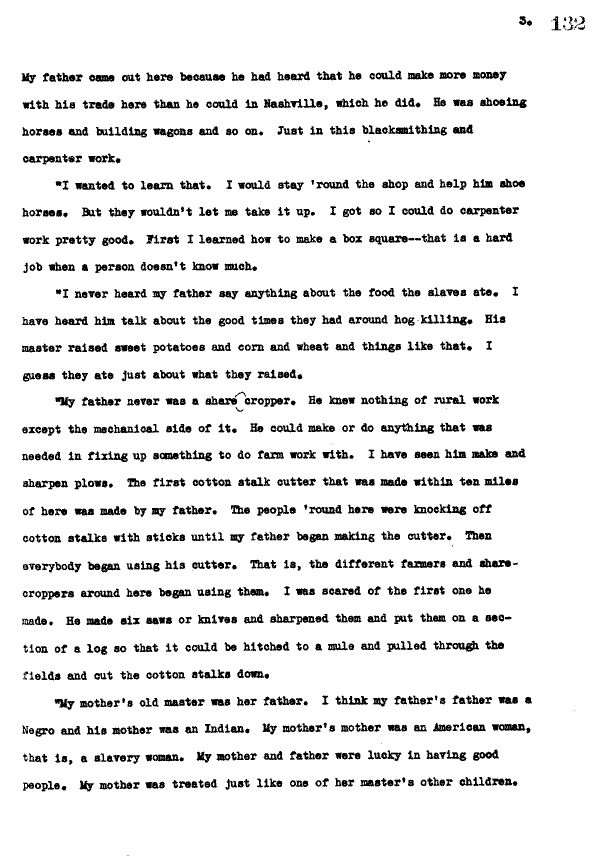 3. 132
My father came out here because he had heard that he could make more money
with his trade here than he could in Nashville, which he did. He was shoeing
horses and building wagons and so on. Just in this blacksmithing and
carpenter work.
"I wanted to learn that. I would stay 'round the shop and help him shoe
horses. But they wouldn't let me take it up. I got so I could do carpenter
work pretty good. First I learned how to make a box square--that is a hard
job when a person doesn't know much.
"I never heard my father say anything about the food the slaves ate. I
have heard him talk about the good times they had around hog killing. His
master raised sweet potatoes and corn and wheat and things like that. I
guess they ate just about what they raised.
"My father never was a share cropper. He knew nothing of rural work
except the mechanical side of it. He could make or do anything that was
needed in fixing up something to do farm work with. I have seen him make and
sharpen plows. The first cotton stalk cutter that was made within ten miles
of here was made by my father. The people 'round here were knocking off
cotton stalks with sticks until my father began making the cutter. Then
everybody began using his cutter. That is, the different farmers and share-
croppers around here began using them. I was scared of the first one he
made. He made six saws or knives and sharpened them and put them on a sec-
tion of a log so that it could be hitched to a mule and pulled through the
fields and cut the cotton stalks down.
"My mother's old master was her father. I think my father's father was a
Negro and his mother was an Indian. My mother's mother was an American woman,
that is, a slavery woman. My mother and father were lucky in having good
people. My mother was treated just like one of her master's other children.